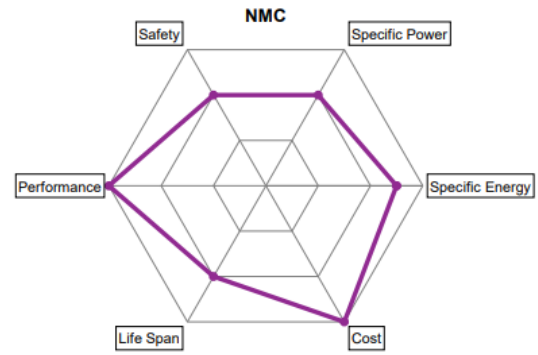 NMC
Safety
Specific Power
Performance
Specific Energy
Life Span
Cost